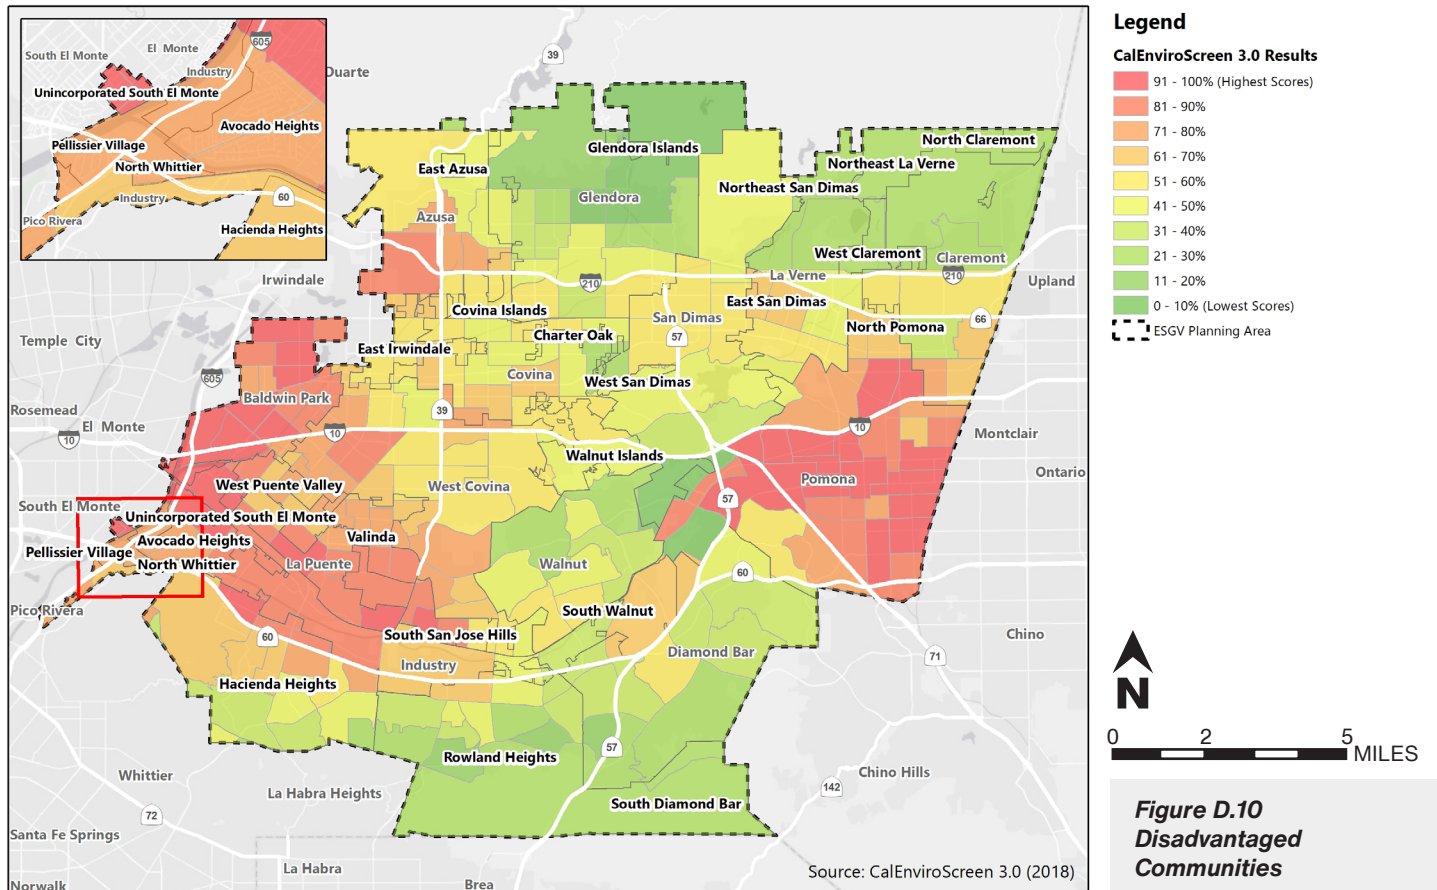 South El Monte
El Monte
605
Industry
Unincorporated South El Monte
Avocado Heights
Pellissier Village
North Whittier
Industry
60
Pico Rivera
Hacienda Heights
39
Duarte
Glendora Islands
North Claremont
Northeast La Verne
East Azusa
Northeast San Dimas
Glendora
Azusa
West Claremont
Claremont
Irwindale
210
La Verne
210
Upland
East San Dimas
Covina Islands
San Dimas
66
North Pomona
Temple City
Charter Oak
57
East Irwindale
605
Covina
West San Dimas
Baldwin Park
Rosemead
39
El Monte
10
10
10
Montclair
Walnut Islands
Ontario
Pomona
West Puente Valley
West Covina
57
South El Monte
Unincorporated South El Monte
Avocado Heights
Valinda
Pellissier Village
North Whittier
La Puente
Walnut
60
Pico Rivera
South Walnut
60
South San Jose Hills
Chino
Industry
Diamond Bar
71
Hacienda Heights
57
Rowland Heights
Whittier
Chino Hills
La Habra Heights
142
South Diamond Bar
72
Santa Fe Springs
La Habra
Source: CalEnviroScreen 3.0 (2018)
Norwalk
Brea
Legend
CalEnviroScreen 3.0 Results
91 - 100% (Highest Scores)
81 - 90%
71 - 80%
61 - 70%
51 - 60%
41 - 50%
31 - 40%
21 - 30%
11 - 20%
0 - 10% (Lowest Scores)
ESGV Planning Area
N
0 2 5
MILES
Figure D.10
Disadvantaged
Communities